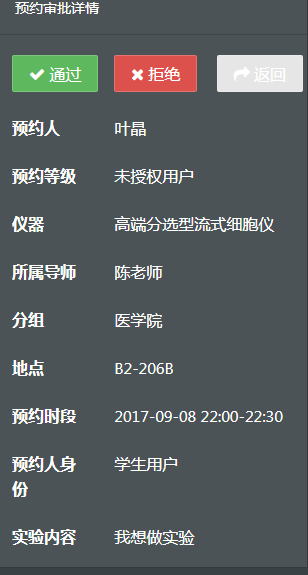 预约审批详情
通过 拒绝 返回
预约人 叶晶
预约等级 未授权用户
仪器 高端分选型流式细胞仪
所属导师 陈老师
分组 医学院
地点 B2-206B
预约时段 2017-09-08 22:00-22:30
预约人身 学生用户
份
实验内容 我想做实验